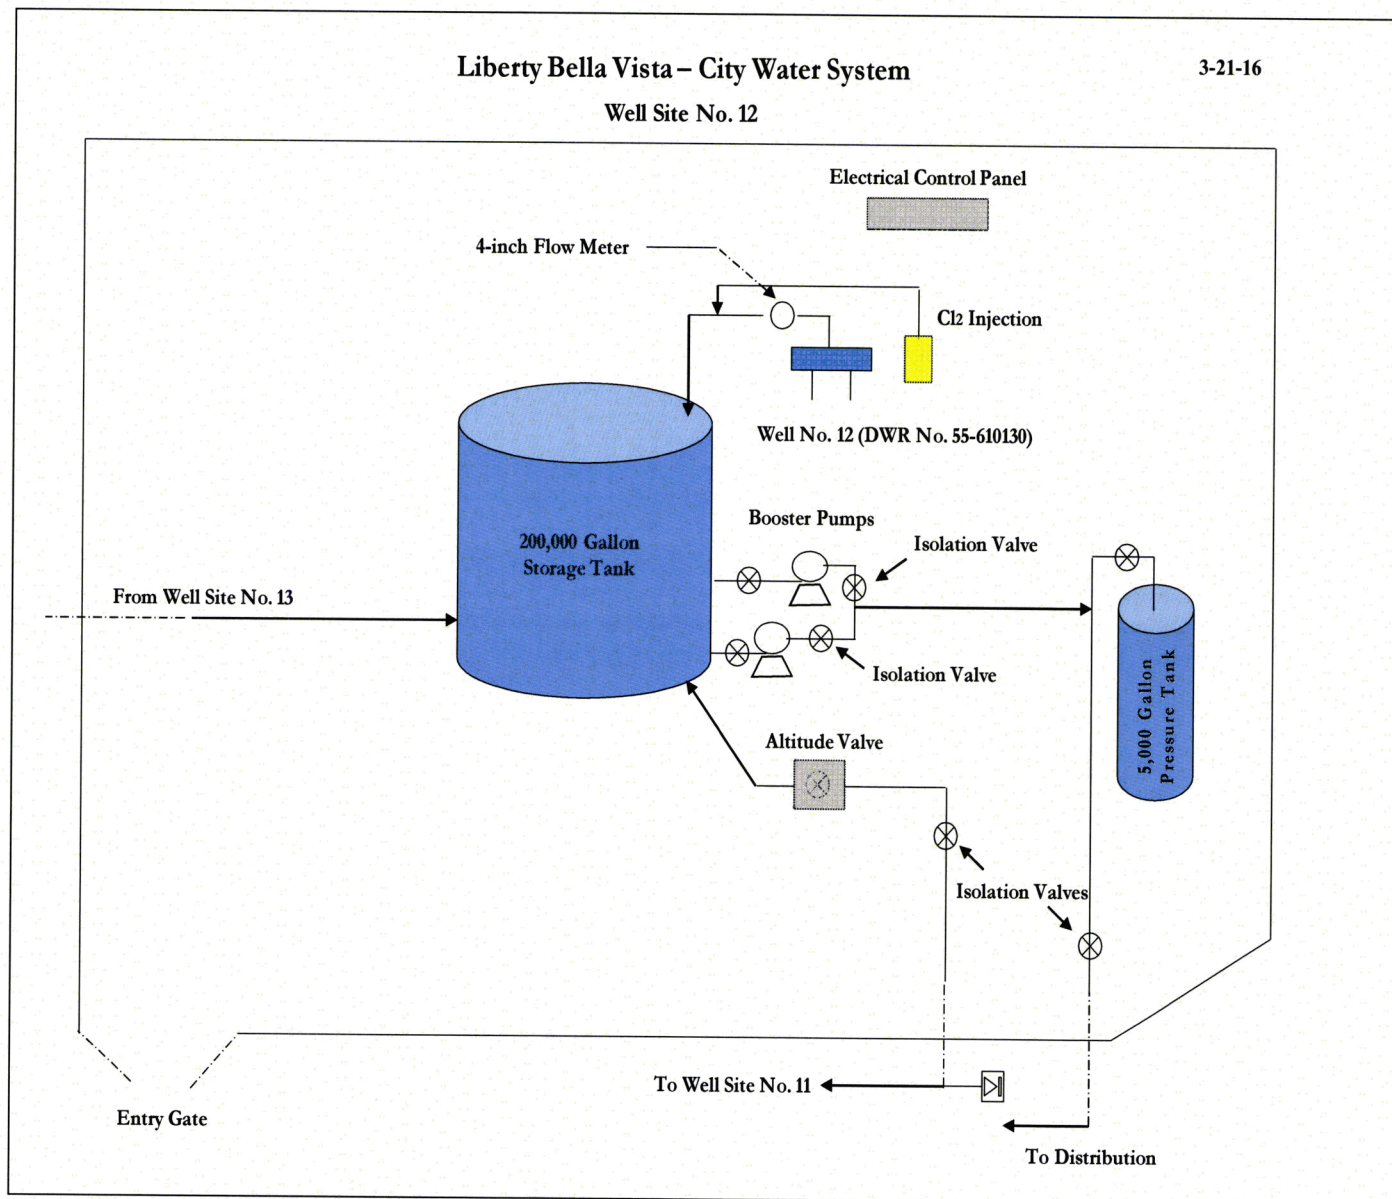 Liberty Bella Vista – City Water System
3-21-16
Well Site No. 12
Electrical Control Panel
4-inch Flow Meter
Cl2 Injection
Well No. 12 (DWR No. 55-610130)
Booster Pumps
Isolation Valve
200,000 Gallon
Storage Tank
From Well Site No. 13
Isolation Valve
5,000 Gallon
Pressure Tank
Altitude Valve
Isolation Valves
To Well Site No. 11
Entry Gate
To Distribution